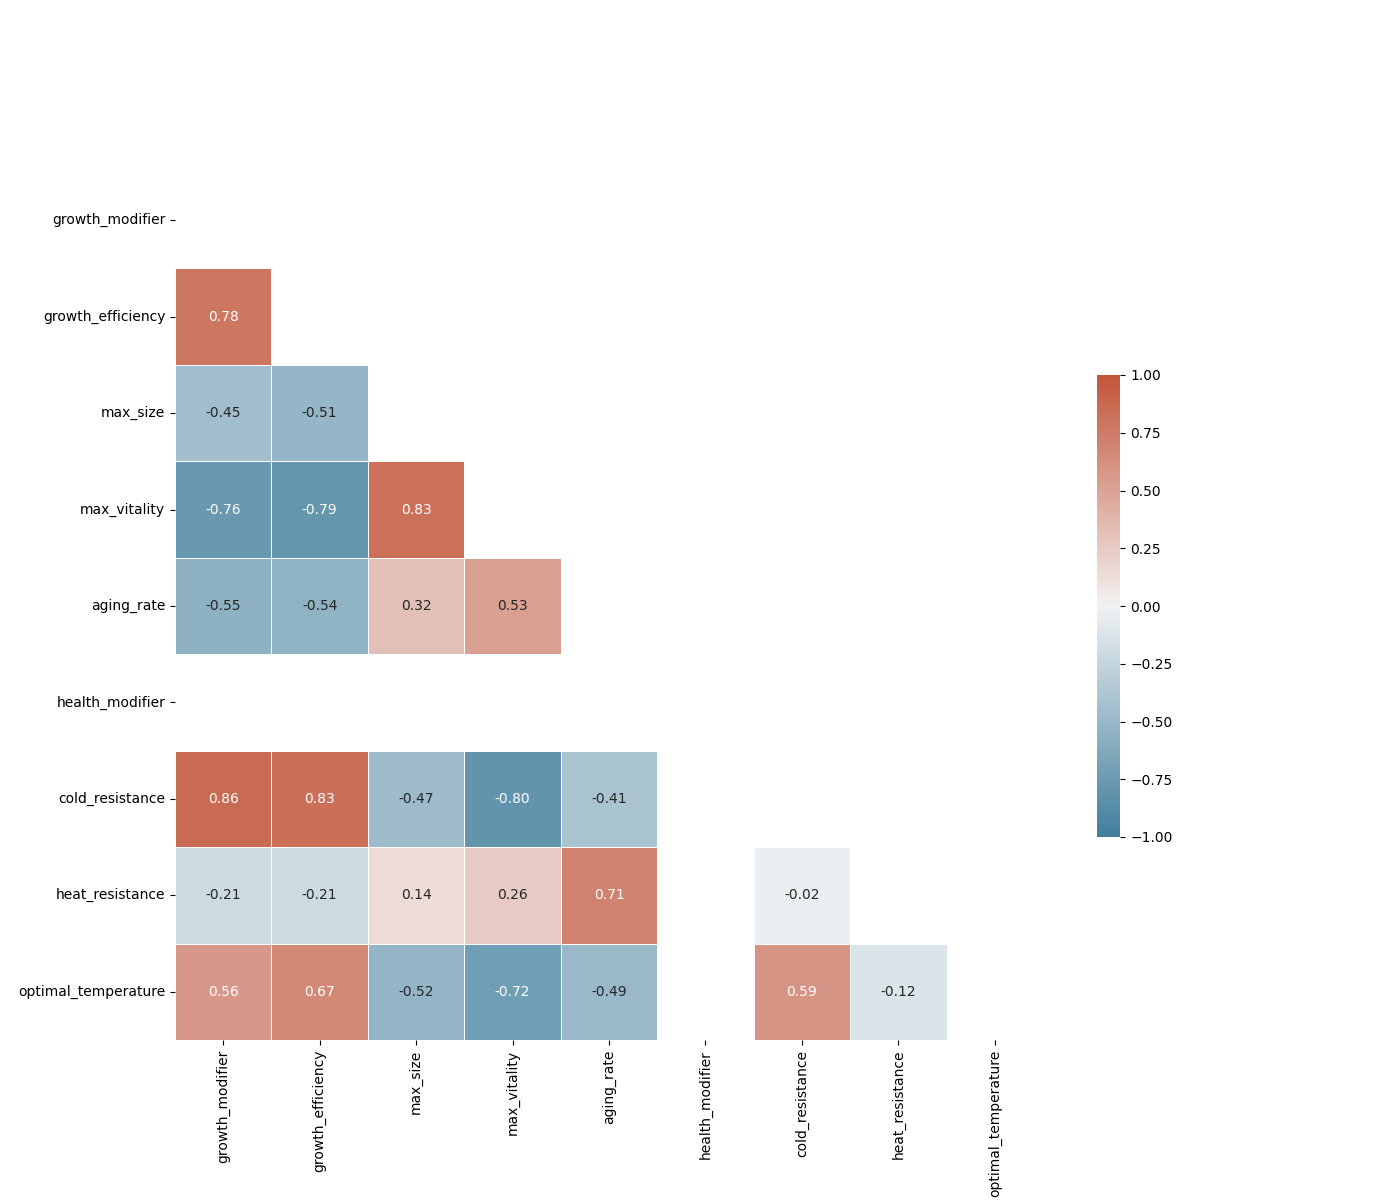 growth_modifier
growth_efficiency 0.78
max_size -0.45 -0.51
max_vitality -0.76 -0.79 0.83
aging_rate -0.55 -0.54 0.32 0.53
health_modifier
cold_resistance 0.86 0.83 -0.47 -0.80 -0.41
heat_resistance -0.21 -0.21 0.14 0.26 0.71 -0.02
optimal_temperature 0.56 0.67 -0.52 -0.72 -0.49 0.59 -0.12
growth_modifier
growth_efficiency
max_size
max_vitality
aging_rate
health_modifier
cold_resistance
heat_resistance
optimal_temperature
1.00
0.75
0.50
0.25
0.00
−0.25
−0.50
−0.75
−1.00